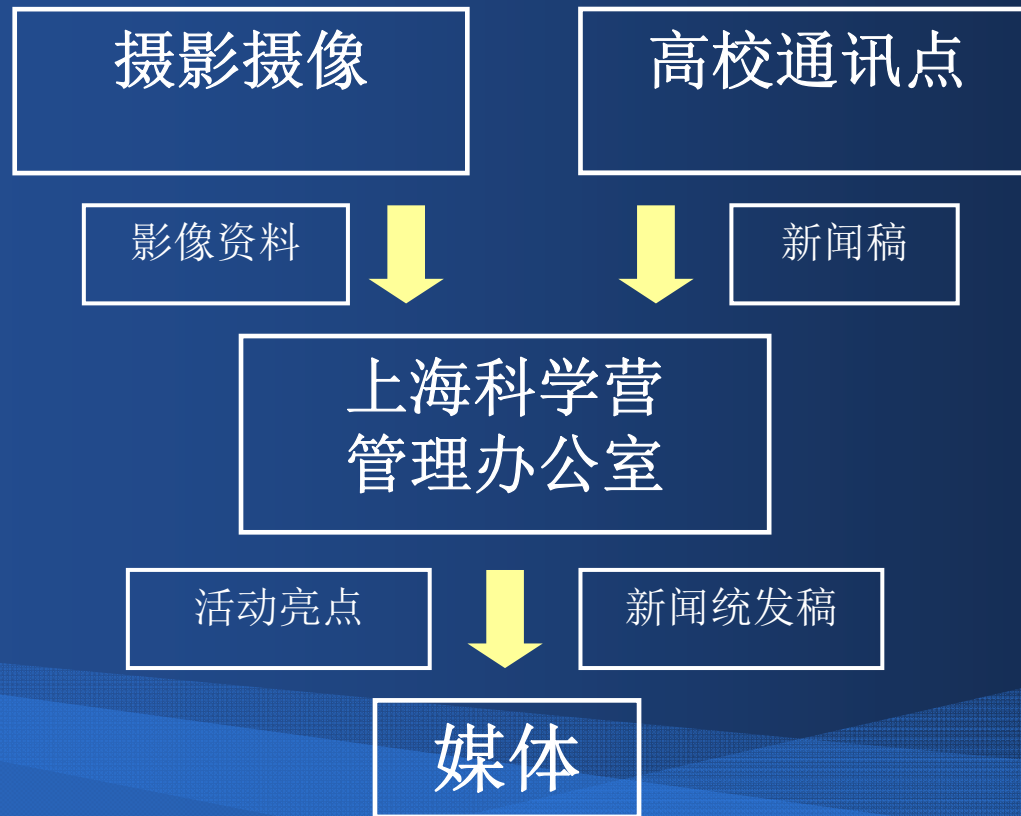 摄影摄像
高校通讯点
影像资料
新闻稿
上海科学营
管理办公室
活动亮点
新闻统发稿
媒体